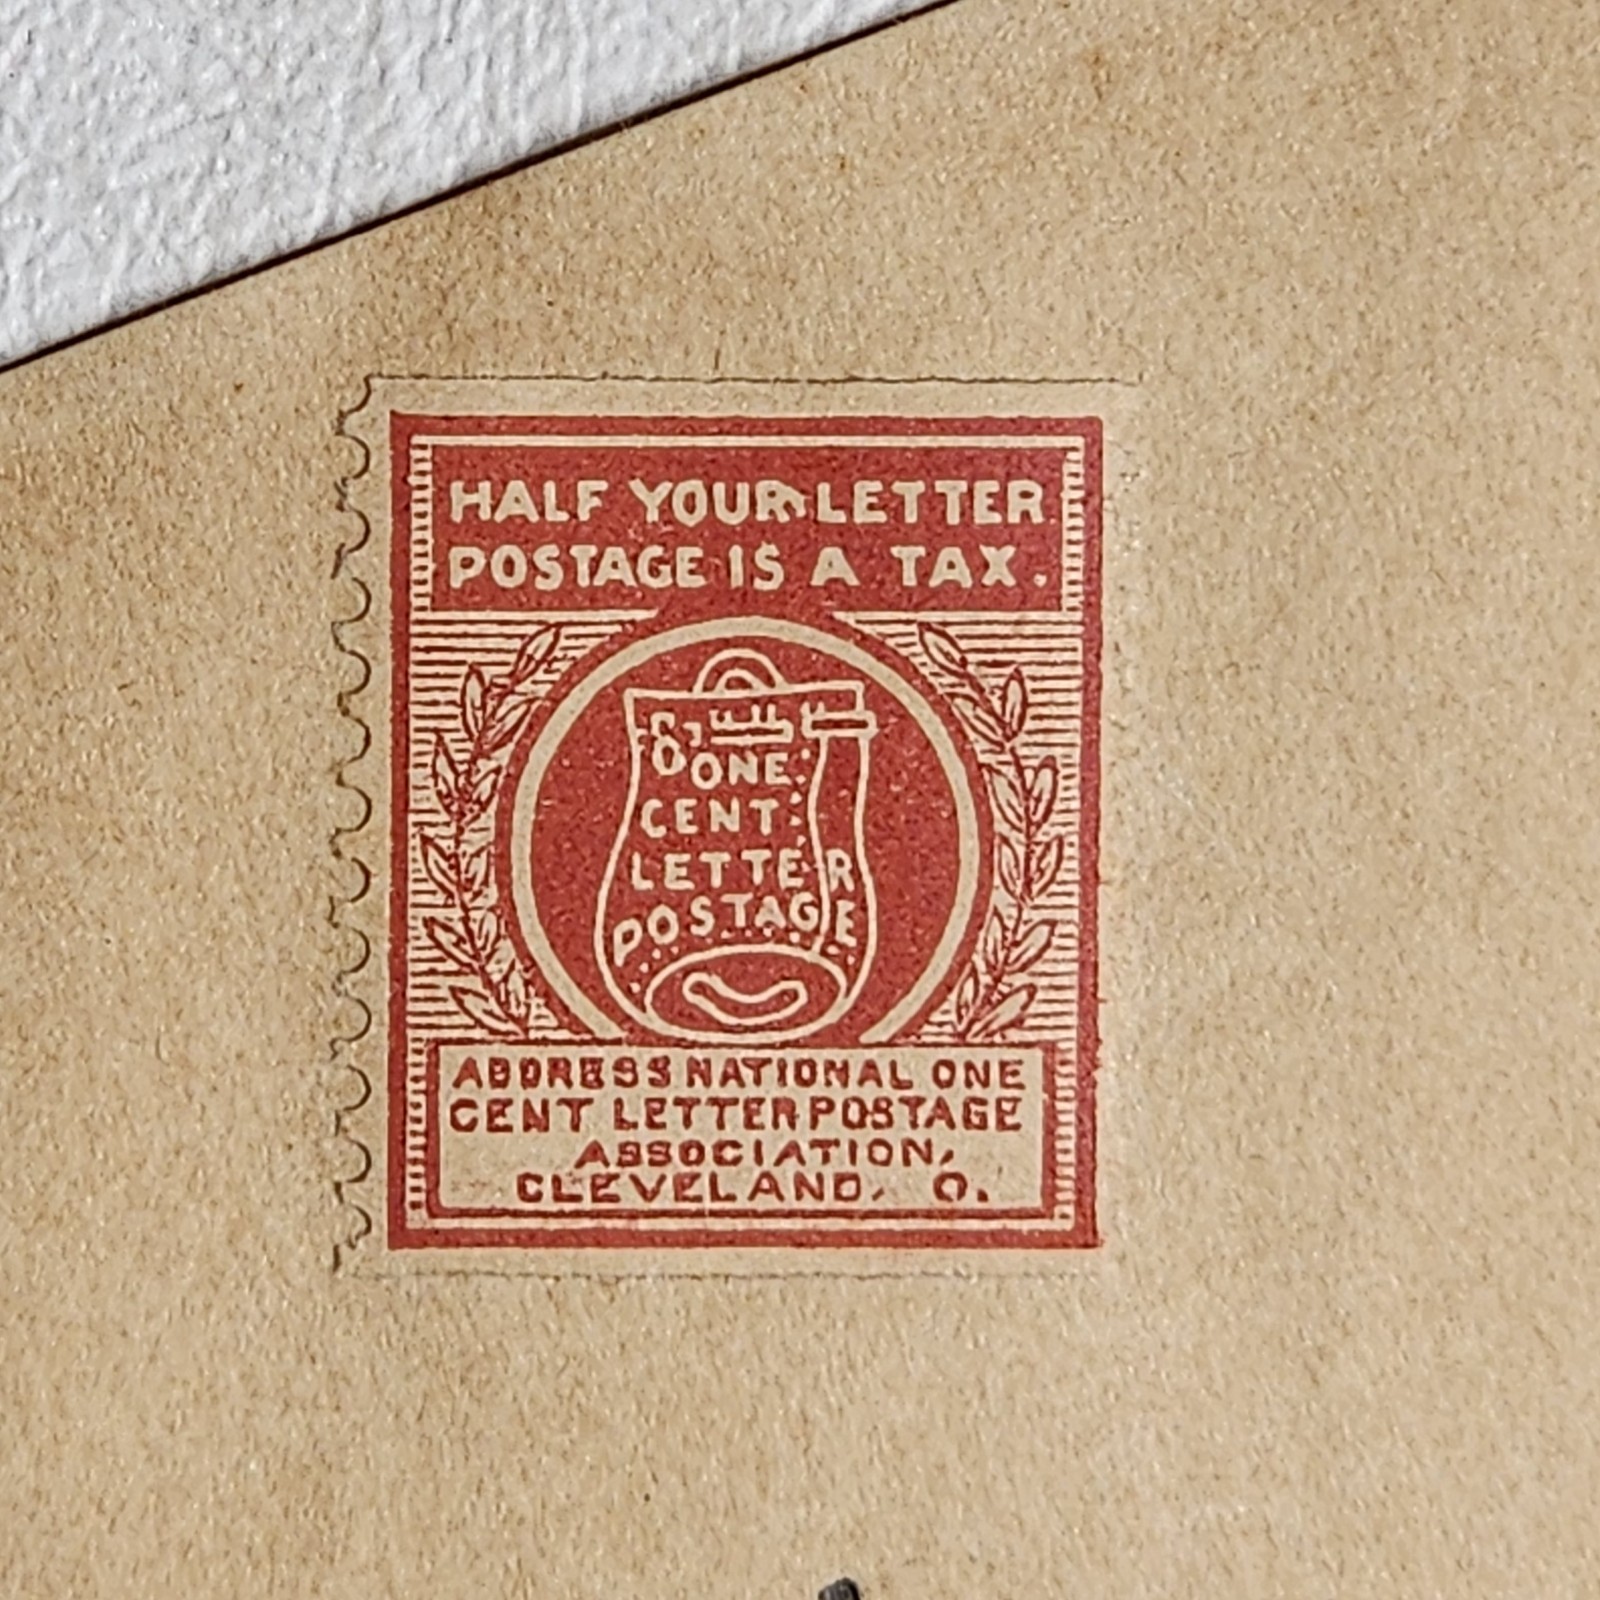 HALF YOUR LETTER
POSTAGE IS A TAX.
ONE
CENT
LETTER
POSTAGE
ADDRESS NATIONAL ONE
CENT LETTER POSTAGE
ASSOCIATION,
CLEVELAND, O.